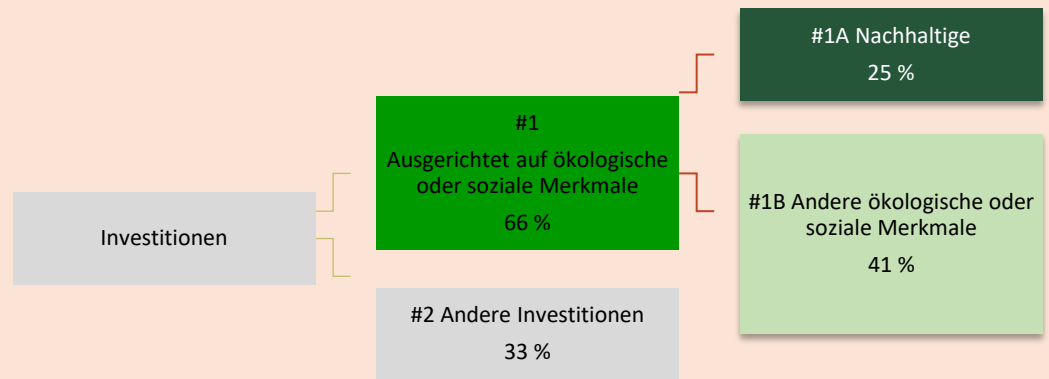 Investitionen
#1
Ausgerichtet auf ökologische
oder soziale Merkmale
66 %
#2 Andere Investitionen
33 %
#1A Nachhaltige
25 %
#1B Andere ökologische oder
soziale Merkmale
41 %